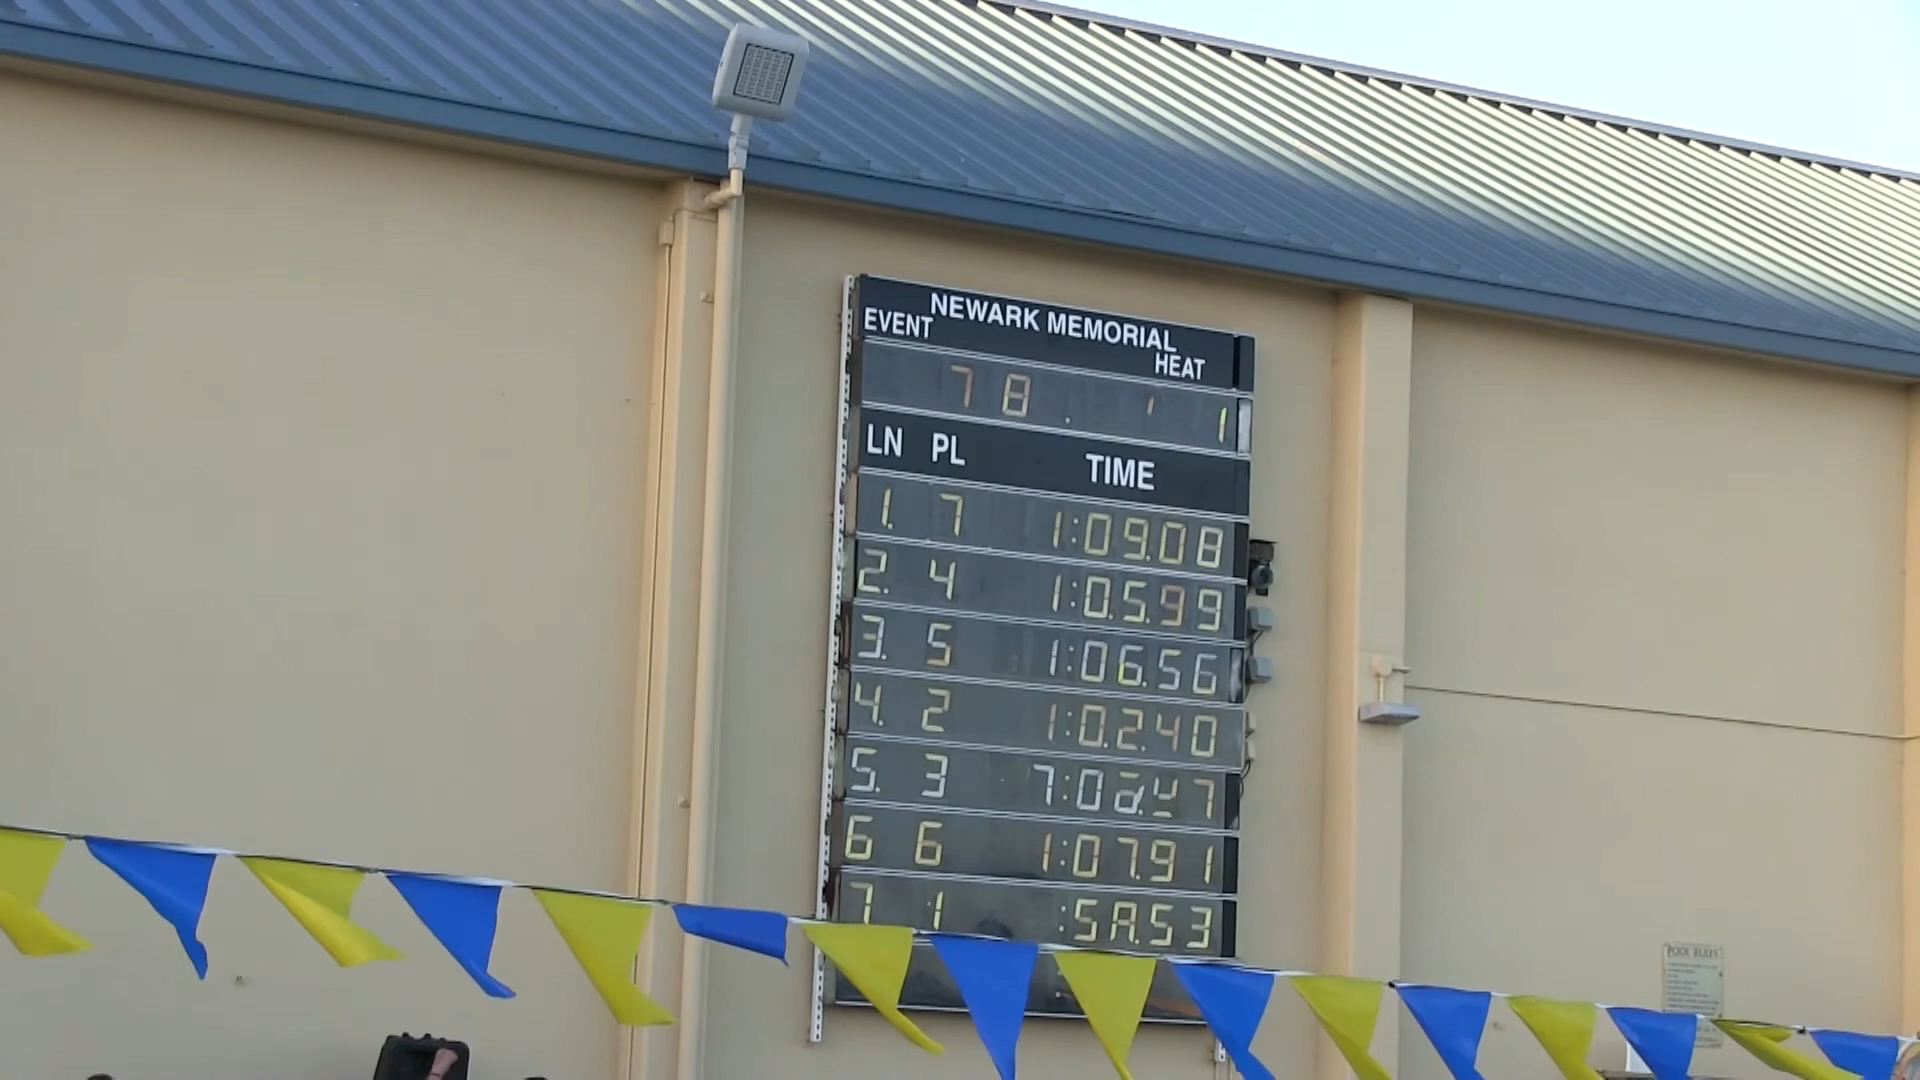 NEWARK MEMORIAL
EVENT HEAT
78 1
LN PL TIME
1. 7 1:09.08
2. 4 1:05.99
3. 5 1:06.56
4. 2 1:02.40
5. 3
6 6 1:07.91
7 1 :5A.53
POOL RULES